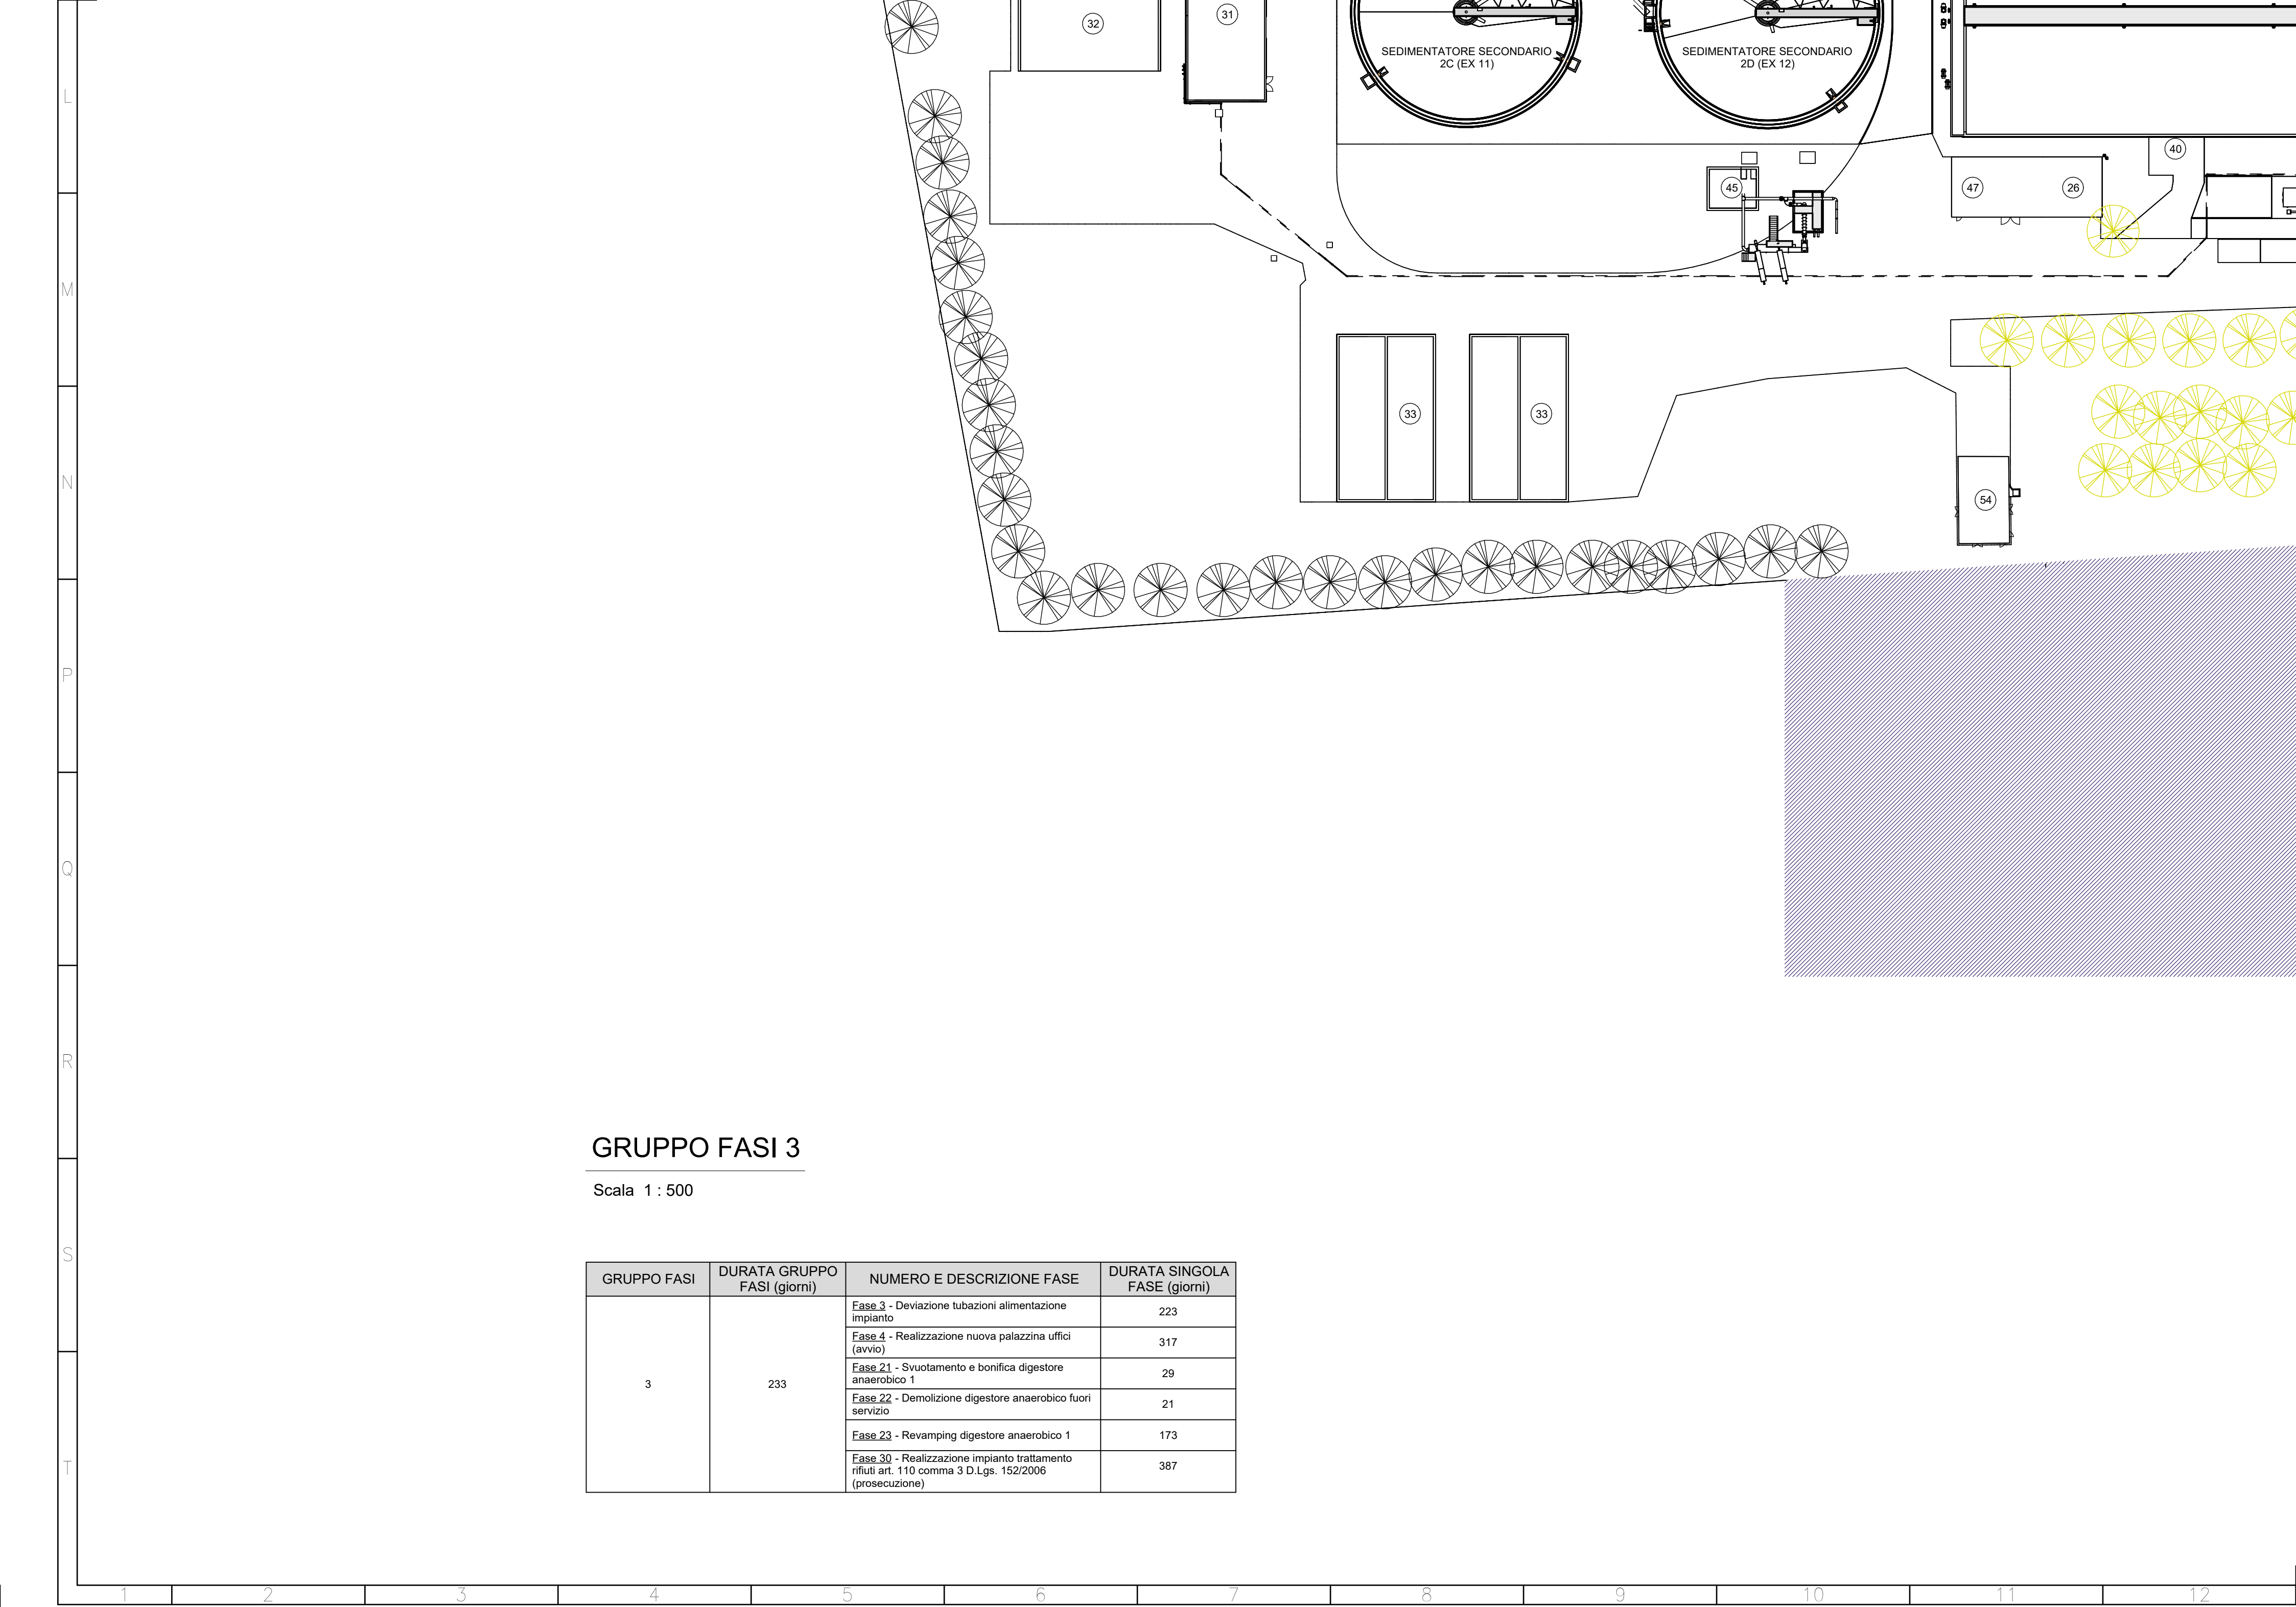 32
31
SEDIMENTATORE SECONDARIO
2C (EX 11)
SEDIMENTATORE SECONDARIO
2D (EX 12)
L
40
45
47
26
M
33
33
N
54
P
Q
R
GRUPPO FASI 3
Scala 1 : 500
S
GRUPPO FASI
DURATA GRUPPO
FASI (giorni)
NUMERO E DESCRIZIONE FASE
DURATA SINGOLA
FASE (giorni)
3
233
Fase 3 - Deviazione tubazioni alimentazione
impianto
223
Fase 4 - Realizzazione nuova palazzina uffici
(avvio)
317
Fase 21 - Svuotamento e bonifica digestore
anaerobico 1
29
Fase 22 - Demolizione digestore anaerobico fuori
servizio
21
Fase 23 - Revamping digestore anaerobico 1
173
Fase 30 - Realizzazione impianto trattamento
rifiuti art. 110 comma 3 D.Lgs. 152/2006
(prosecuzione)
387
T
1 2 3 4 5 6 7 8 9 10 11 12